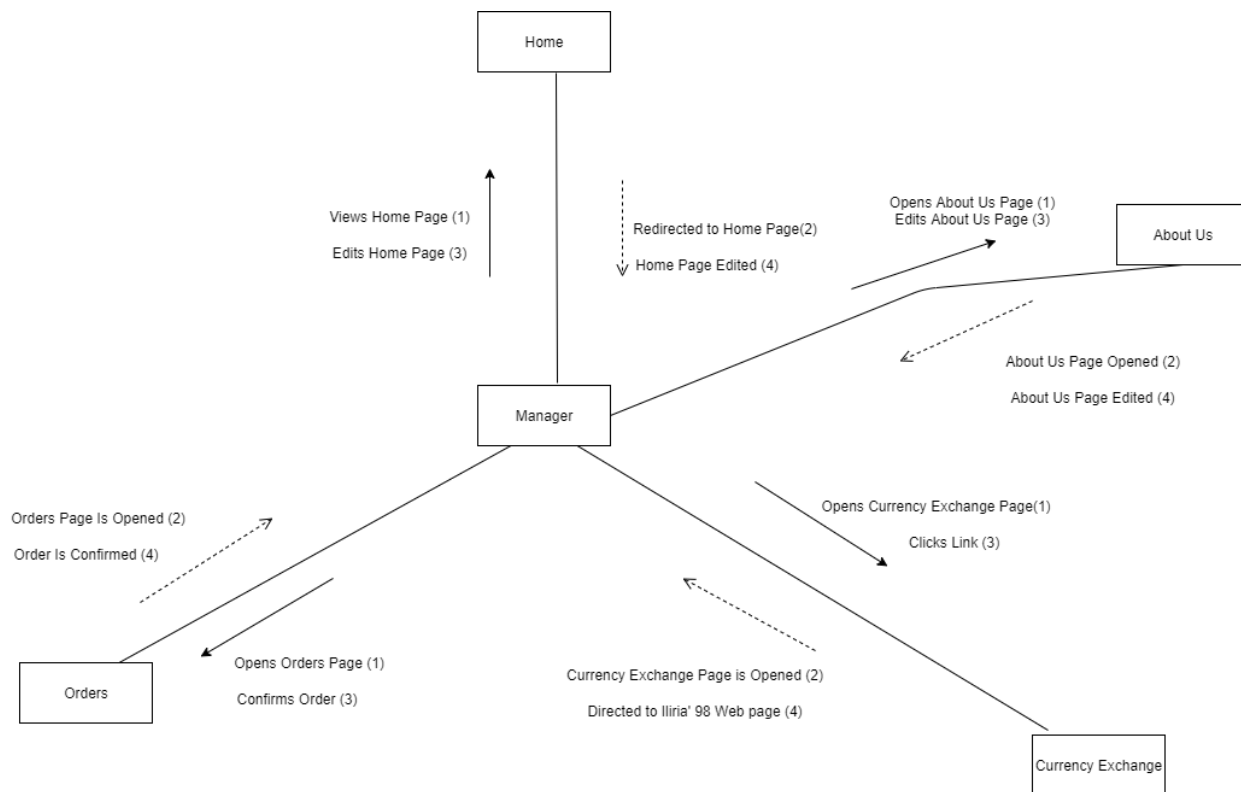 Home
Views Home Page (1)
Edits Home Page (3)
Redirected to Home Page(2)
Home Page Edited (4)
Opens About Us Page (1)
Edits About Us Page (3)
About Us
About Us Page Opened (2)
About Us Page Edited (4)
Manager
Orders Page Is Opened (2)
Order Is Confirmed (4)
Opens Currency Exchange Page(1)
Clicks Link (3)
Opens Orders Page (1)
Confirms Order (3)
Orders
Currency Exchange Page is Opened (2)
Directed to Iliria' 98 Web page (4)
Currency Exchange